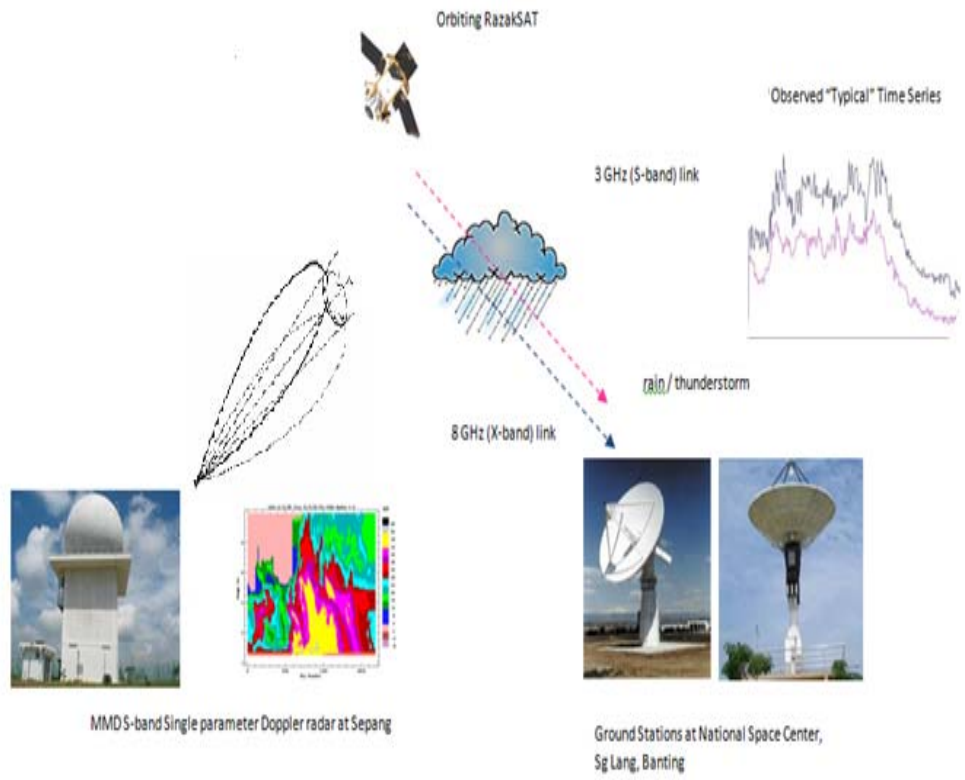 Orbiting RazakSAT
Observed "Typical" Time Series
3 GHz (S-band) link
rain / thunderstorm
8 GHz (X-band) link
MMD S-band Single parameter Doppler radar at Sepang
Ground Stations at National Space Center,
Sg Lang, Banting